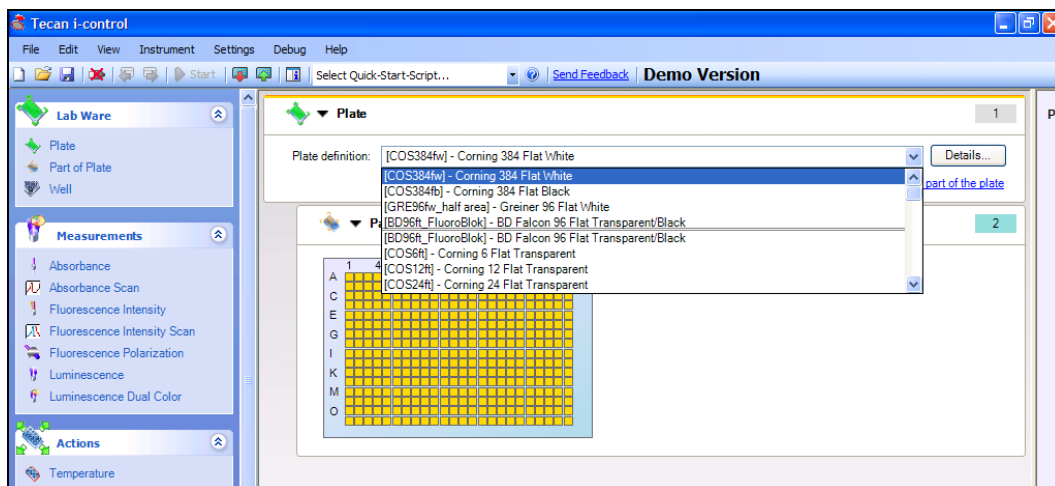 Tecan i-control
File Edit View Instrument Settings Debug Help
Start Select Quick-Start-Script... Send Feedback Demo Version
Lab Ware
Plate
Part of Plate
Well
Measurements
Absorbance
Absorbance Scan
Fluorescence Intensity
Fluorescence Intensity Scan
Fluorescence Polarization
Luminescence
Luminescence Dual Color
Actions
Temperature
Plate 1
Plate definition: [COS384fw] - Corning 384 Flat White Details...
[COS384fw] - Corning 384 Flat White
[COS384fb] - Corning 384 Flat Black
part of the plate
[GRE96fw_half area] - Greiner 96 Flat White
[BD96ft_FluoroBlok] - BD Falcon 96 Flat Transparent/Black
[BD96ft_FluoroBlok] - BD Falcon 96 Flat Transparent/Black
[COS6ft] - Corning 6 Flat Transparent
[COS12ft] - Corning 12 Flat Transparent
[COS24ft] - Corning 24 Flat Transparent
2
1 4
A
C
E
G
I
K
M
O